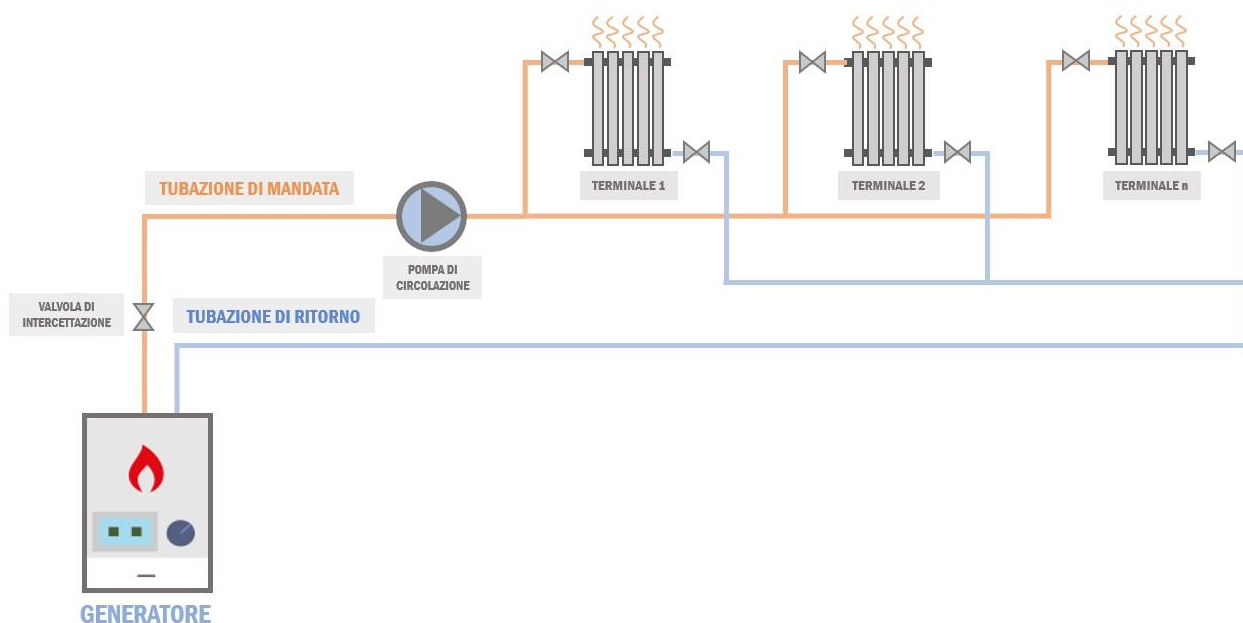 TERMINALE 1
TERMINALE 2
TERMINALE n
TUBAZIONE DI MANDATA
POMPA DI
CIRCOLAZIONE
VALVOLA DI
INTERCETTAZIONE
TUBAZIONE DI RITORNO
GENERATORE